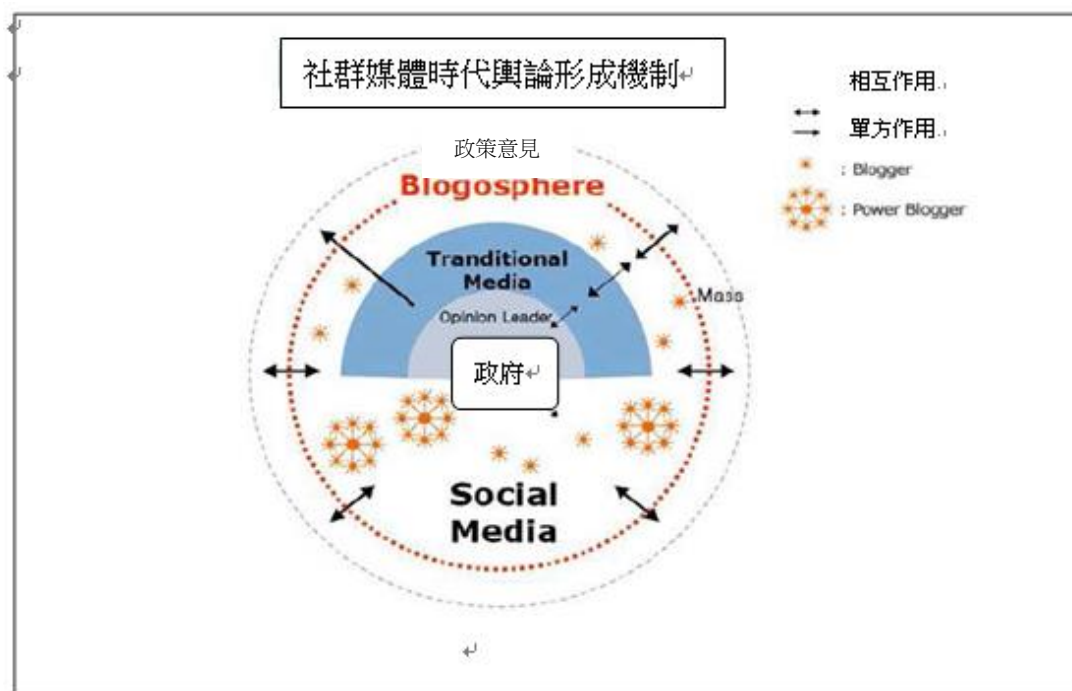 社群媒體時代輿論形成機制
相互作用
單方作用
: Blogger
: Power Blogger
政策意見
Blogosphere
Tranditional
Media
Opinion Leader
Mass
政府
Social
Media